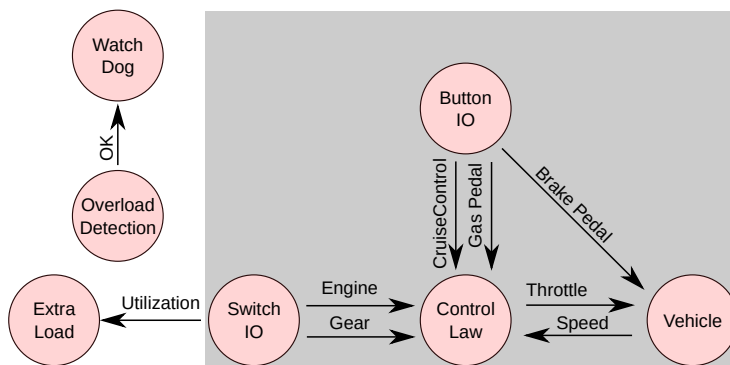 Watch
Dog
OK
Overload
Detection
Button
IO
CruiseControl
Gas Pedal
Brake Pedal
Extra
Load
Utilization
Switch
IO
Engine
Gear
Control
Law
Throttle
Speed
Vehicle